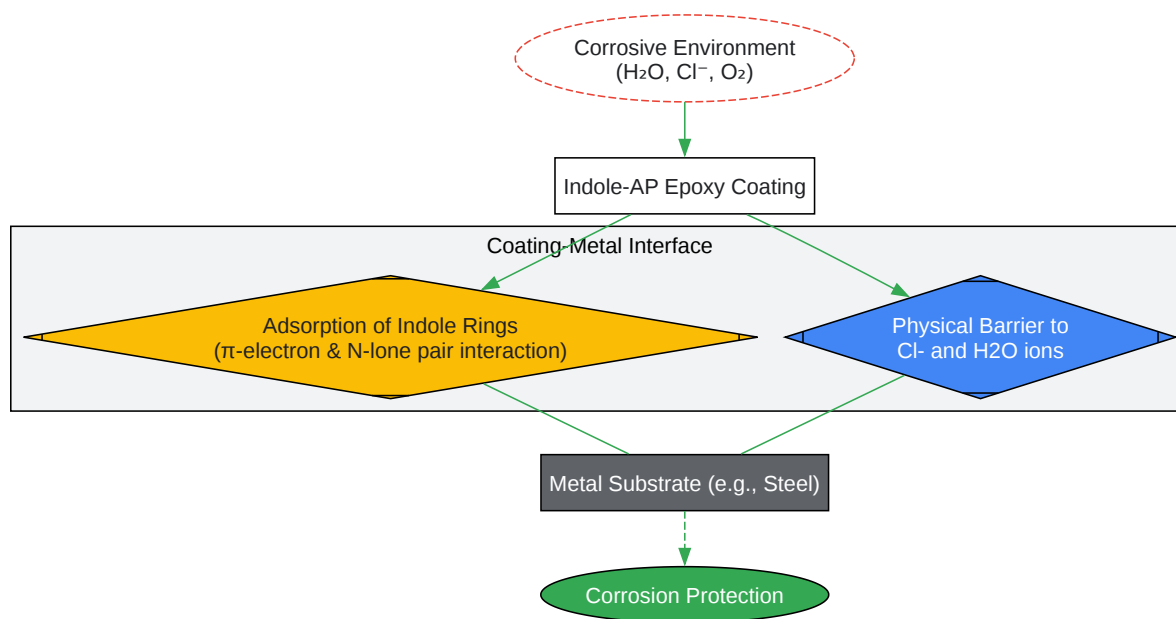 Corrosive Environment
(H₂O, Cl⁻, O₂)
Indole-AP Epoxy Coating
Coating-Metal Interface
Adsorption of Indole Rings
(π-electron & N-lone pair interaction)
Physical Barrier to
Cl- and H2O ions
Metal Substrate (e.g., Steel)
Corrosion Protection